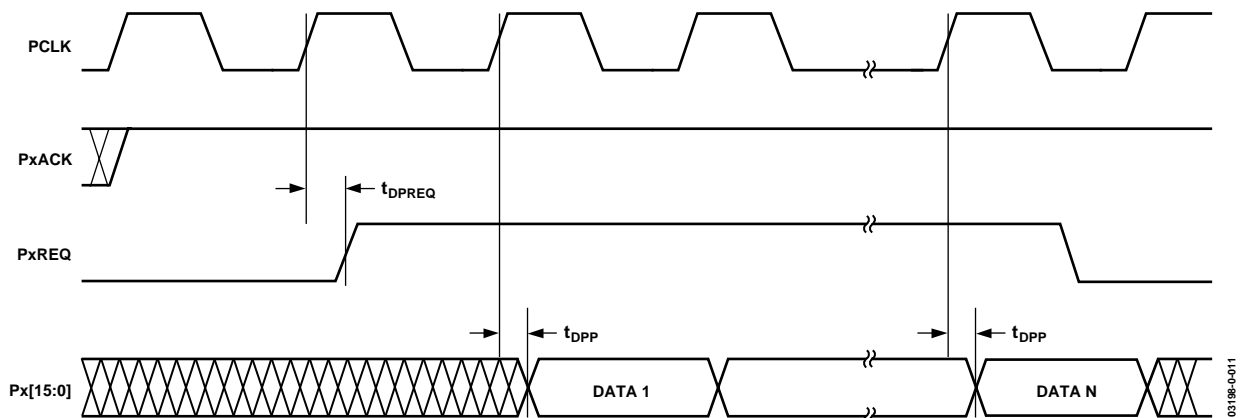 PCLK
PxACK
tDPREQ
PxREQ
tDPP
tDPP
Px[15:0]
DATA 1
DATA N
03198-0-011